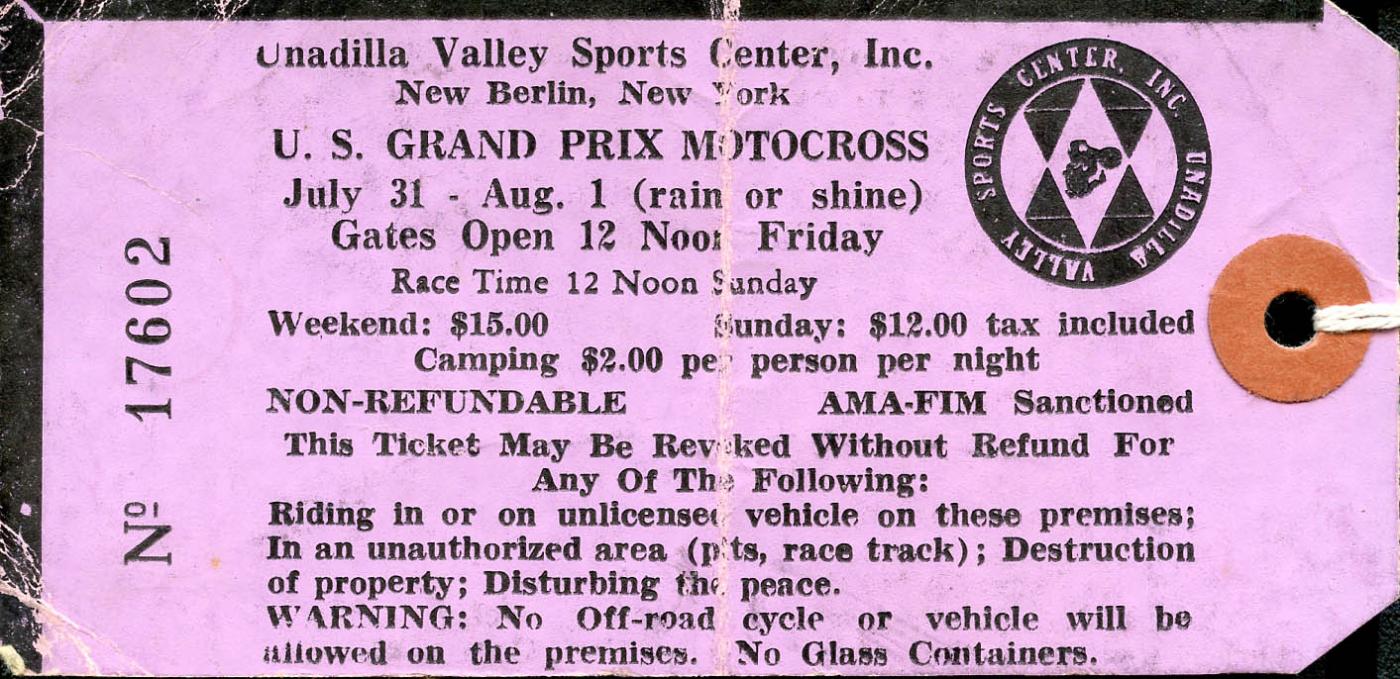 Unadilla Valley Sports Center, Inc.
New Berlin, New York
U. S. GRAND PRIX MOTOCROSS
July 31 - Aug. 1 (rain or shine)
Gates Open 12 Noon Friday
Race Time 12 Noon Sunday
Weekend: $15.00 Sunday: $12.00 tax included
Camping $2.00 per person per night
NON-REFUNDABLE AMA-FIM Sanctioned
This Ticket May Be Revoked Without Refund For
Any Of The Following:
Riding in or on unlicensed vehicle on these premises;
In an unauthorized area (pits, race track); Destruction
of property; Disturbing the peace.
WARNING: No Off-road cycle or vehicle will be
allowed on the premises. No Glass Containers.
UNADILLA VALLEY SPORTS CENTER, INC.
Nº 17602